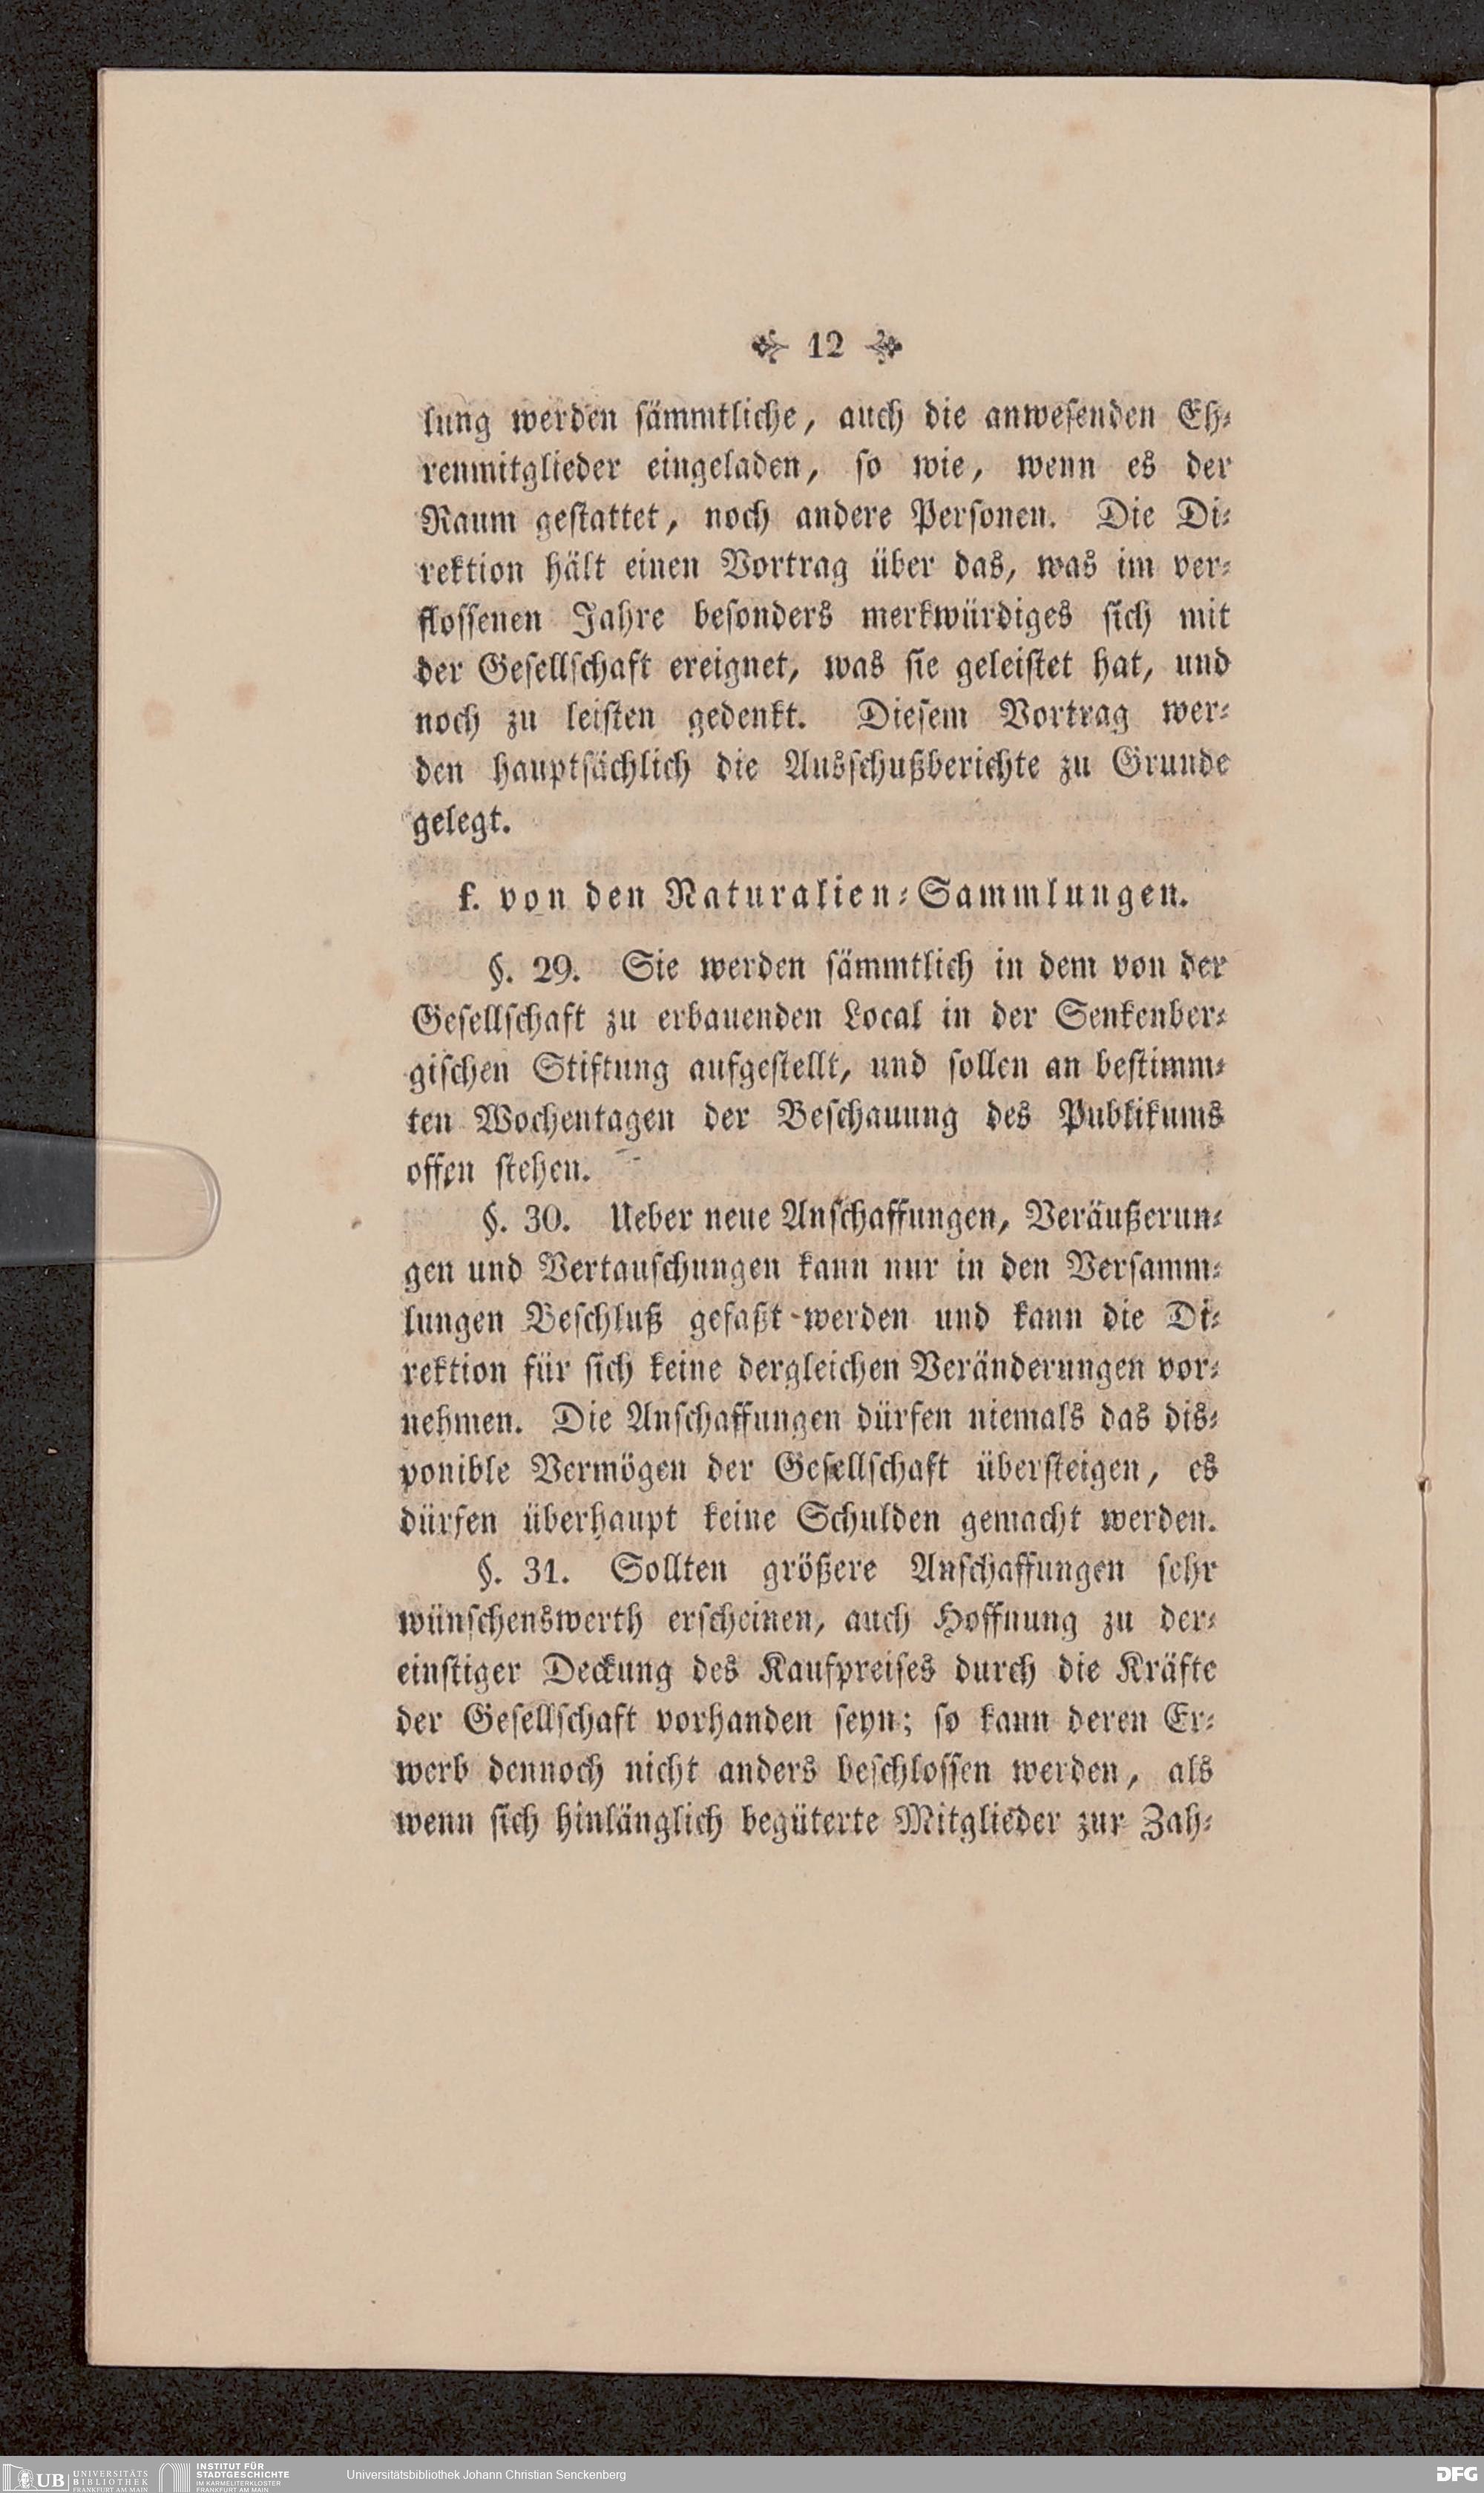 12
lung werden sämmtliche, auch die anwesenden Eh-
renmitglieder eingeladen, so wie, wenn es der
Raum gestattet, noch andere Personen. Die Di-
rektion hält einen Vortrag über das, was im ver-
flossenen Jahre besonders merkwürdiges sich mit
der Gesellschaft ereignet, was sie geleistet hat, und
noch zu leisten gedenkt. Diesem Vortrag wer-
den hauptsächlich die Ausschußberichte zu Grunde
gelegt.
k. von den Naturalien-Sammlungen.
§. 29. Sie werden sämmtlich in dem von der
Gesellschaft zu erbauenden Local in der Senkenber-
gischen Stiftung aufgestellt, und sollen an bestimm-
ten Wochentagen der Beschauung des Publikums
offen stehen.
§. 30. Ueber neue Anschaffungen, Veräußerun-
gen und Vertauschungen kann nur in den Versamm-
lungen Beschluß gefaßt werden und kann die Di-
rektion für sich keine dergleichen Veränderungen vor-
nehmen. Die Anschaffungen dürfen niemals das dis-
ponible Vermögen der Gesellschaft übersteigen, es
dürfen überhaupt keine Schulden gemacht werden.
§. 31. Sollten größere Anschaffungen sehr
wünschenswerth erscheinen, auch Hoffnung zu der-
einstiger Deckung des Kaufpreises durch die Kräfte
der Gesellschaft vorhanden seyn; so kann deren Er-
werb dennoch nicht anders beschlossen werden, als
wenn sich hinlänglich begüterte Mitglieder zur Zah-
UB UNIVERSITÄTS
BIBLIOTHEK
FRANKFURT AM MAIN
INSTITUT FÜR
STADTGESCHICHTE
IM KARMELITERKLOSTER
FRANKFURT AM MAIN
Universitätsbibliothek Johann Christian Senckenberg
DFG